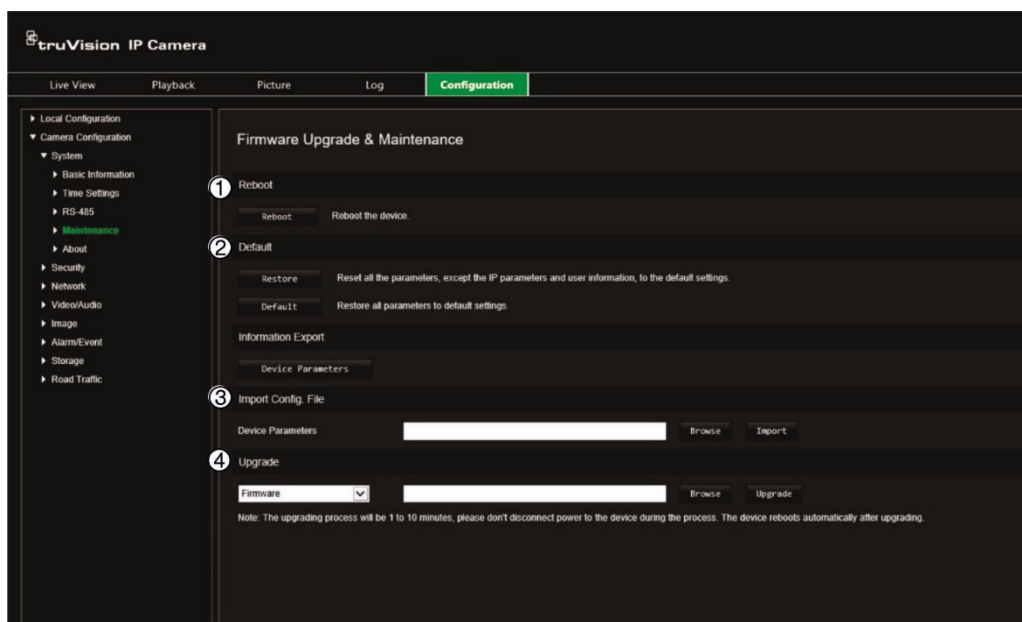 truVision IP Camera
Live View Playback Picture Log Configuration
Local Configuration
Camera Configuration
System
Basic Information
Time Settings
RS-485
Maintenance
About
Security
Network
Video/Audio
Image
Alarm/Event
Storage
Road Traffic
Firmware Upgrade & Maintenance
1 Reboot
Reboot Reboot the device.
2 Default
Restore Reset all the parameters, except the IP parameters and user information, to the default settings.
Default Restore all parameters to default settings.
Information Export
Device Parameters
3 Import Config. File
Device Parameters Browse Import
4 Upgrade
Firmware Browse Upgrade
Note: The upgrading process will be 1 to 10 minutes, please don't disconnect power to the device during the process. The device reboots automatically after upgrading.